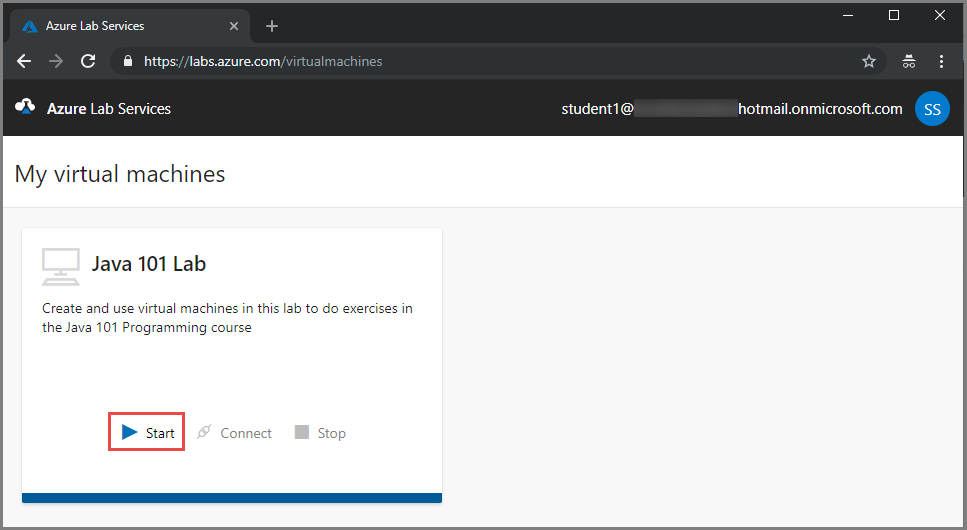 Azure Lab Services
https://labs.azure.com/virtualmachines
Azure Lab Services
student1@ hotmail.onmicrosoft.com
SS
My virtual machines
Java 101 Lab
Create and use virtual machines in this lab to do exercises in
the Java 101 Programming course
Start Connect Stop